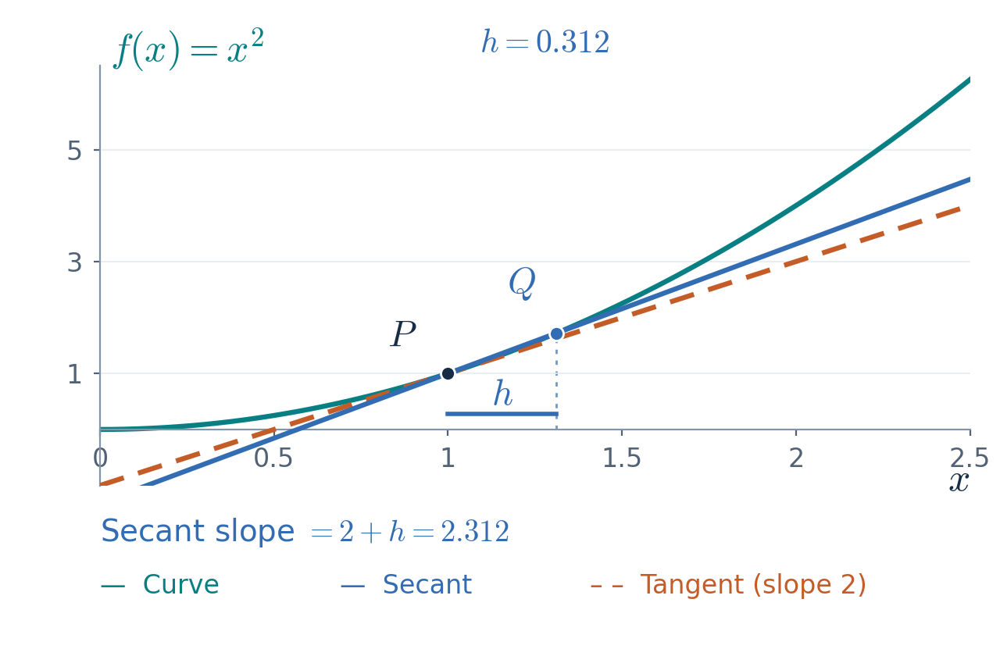 f(x) = x²
h = 0.312
5
3
Q
P
1
h
0 0.5 1 1.5 2 2.5
x
Secant slope = 2 + h = 2.312
— Curve — Secant – – Tangent (slope 2)